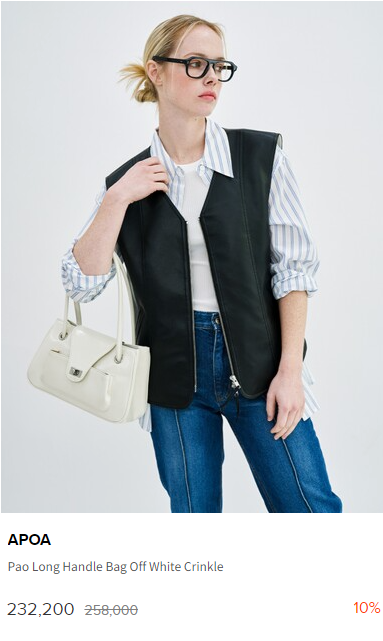 APOA
Pao Long Handle Bag Off White Crinkle
232,200 258,000 10%